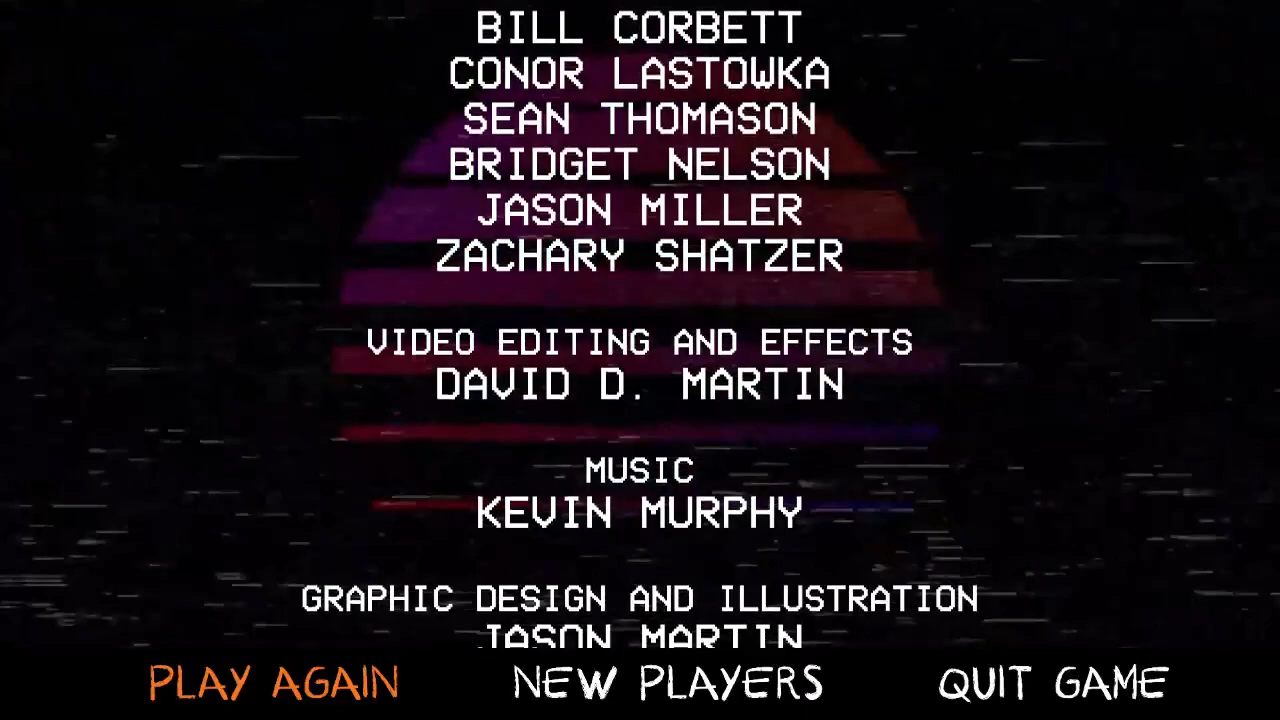 BILL CORBETT
CONOR LASTOWKA
SEAN THOMASON
BRIDGET NELSON
JASON MILLER
ZACHARY SHATZER
VIDEO EDITING AND EFFECTS
DAVID D. MARTIN
MUSIC
KEVIN MURPHY
GRAPHIC DESIGN AND ILLUSTRATION
JASON MARTIN
PLAY AGAIN NEW PLAYERS QUIT GAME